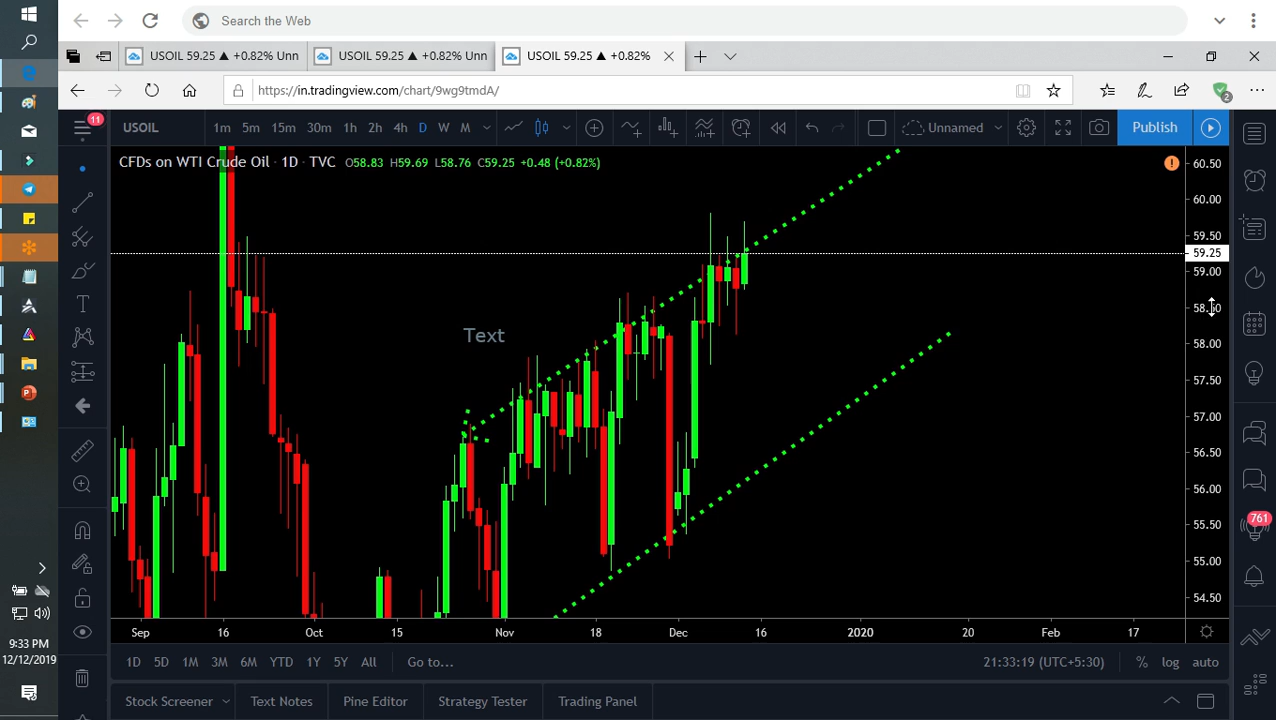 Search the Web
USOIL 59.25 ▲ +0.82% Unn
USOIL 59.25 ▲ +0.82% Unn
USOIL 59.25 ▲ +0.82%
https://in.tradingview.com/chart/9wg9tmdA/
2
11
USOIL
1m 5m 15m 30m 1h 2h 4h D W M
Unnamed
Publish
CFDs on WTI Crude Oil · 1D · TVC O58.83 H59.69 L58.76 C59.25 +0.48 (+0.82%)
60.50
60.00
59.50
59.25
59.00
58.50
Text
58.00
57.50
57.00
56.50
56.00
55.50
55.00
54.50
761
Sep 16 Oct 15 Nov 18 Dec 16 2020 20 Feb 17
1D 5D 1M 3M 6M YTD 1Y 5Y All Go to...
21:33:19 (UTC+5:30) % log auto
Stock Screener Text Notes Pine Editor Strategy Tester Trading Panel
9:33 PM
12/12/2019